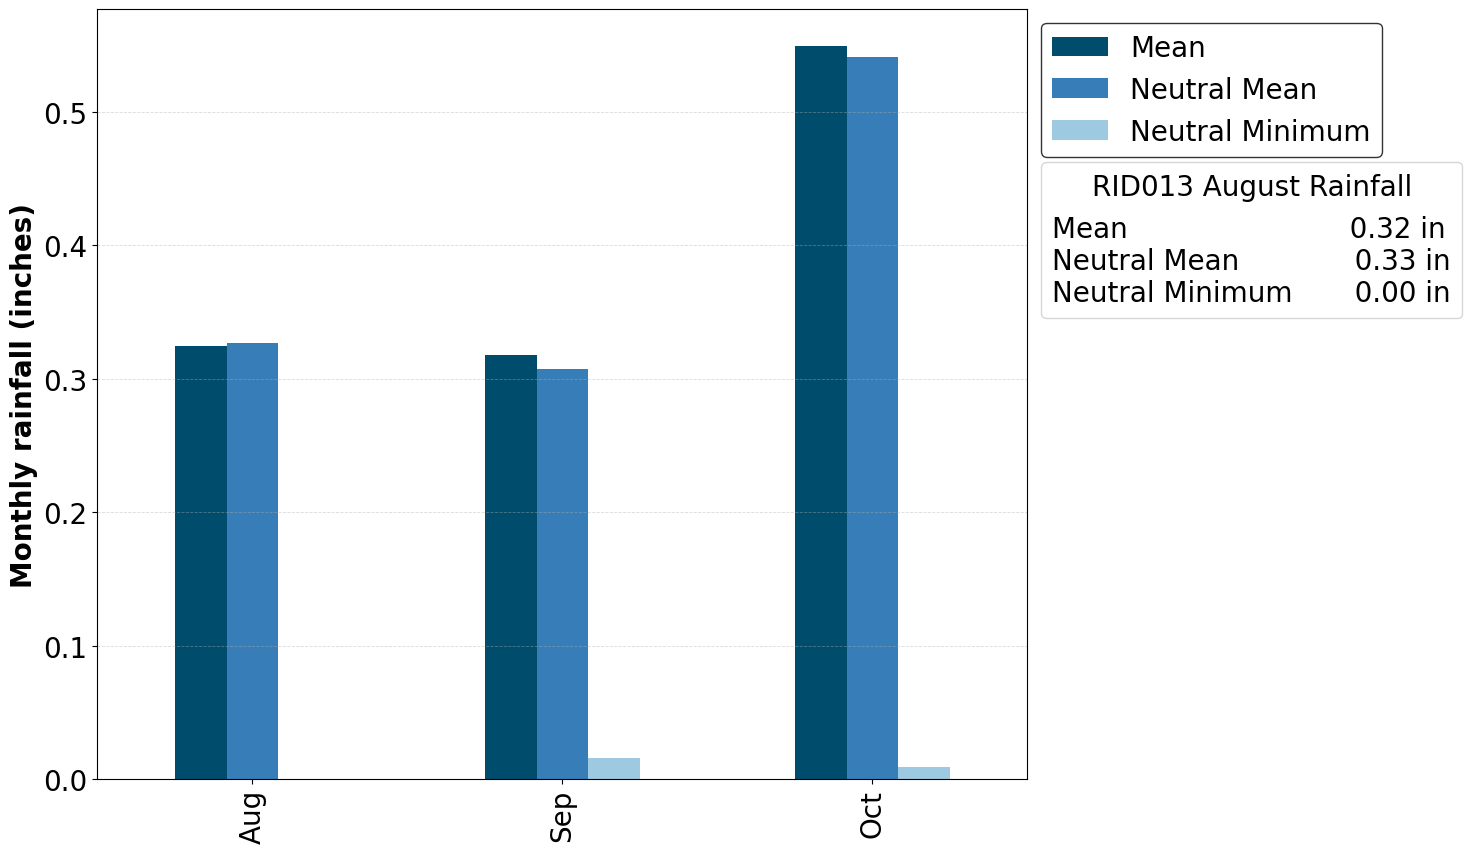 Monthly rainfall (inches)
0.5
0.4
0.3
0.2
0.1
0.0
Aug
Sep
Oct
Mean
Neutral Mean
Neutral Minimum
RID013 August Rainfall
Mean 0.32 in
Neutral Mean 0.33 in
Neutral Minimum 0.00 in